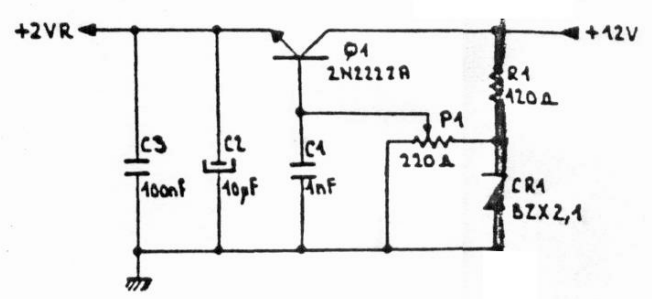 +2VR
+12V
Q1
2N2222A
R1
120Ω
P1
220Ω
C3
100nF
C2
10µF
C1
1nF
CR1
BZX2,1